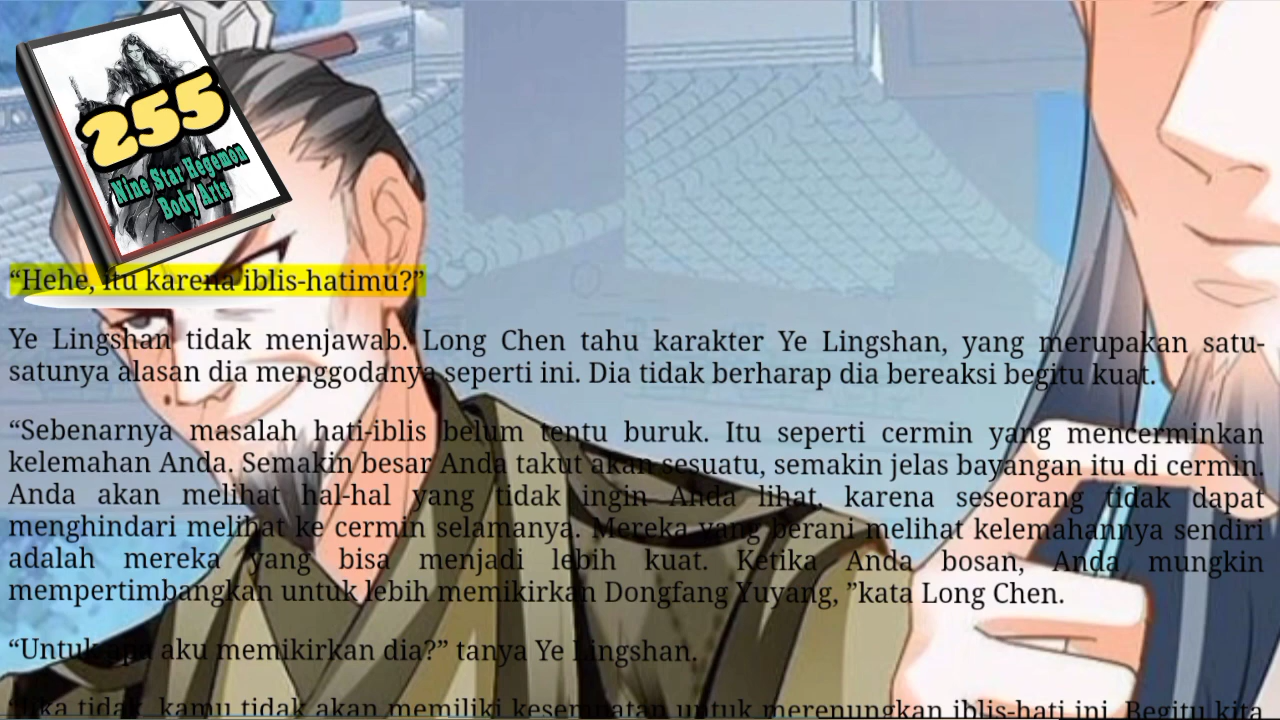 255
Nine Star Hegemon
Body Arts
“Hehe, itu karena iblis-hatimu?”
Ye Lingshan tidak menjawab. Long Chen tahu karakter Ye Lingshan, yang merupakan satu-
satunya alasan dia menggodanya seperti ini. Dia tidak berharap dia bereaksi begitu kuat.
“Sebenarnya masalah hati-iblis belum tentu buruk. Itu seperti cermin yang mencerminkan
kelemahan Anda. Semakin besar Anda takut akan sesuatu, semakin jelas bayangan itu di cermin.
Anda akan melihat hal-hal yang tidak ingin Anda lihat, karena seseorang tidak dapat
menghindari melihat ke cermin selamanya. Mereka yang berani melihat kelemahannya sendiri
adalah mereka yang bisa menjadi lebih kuat. Ketika Anda bosan, Anda mungkin
mempertimbangkan untuk lebih memikirkan Dongfang Yuyang, ”kata Long Chen.
“Untuk apa aku memikirkan dia?” tanya Ye Lingshan.
“Jika tidak, kamu tidak akan memiliki kesempatan untuk merenungkan iblis-hati ini. Begitu kita